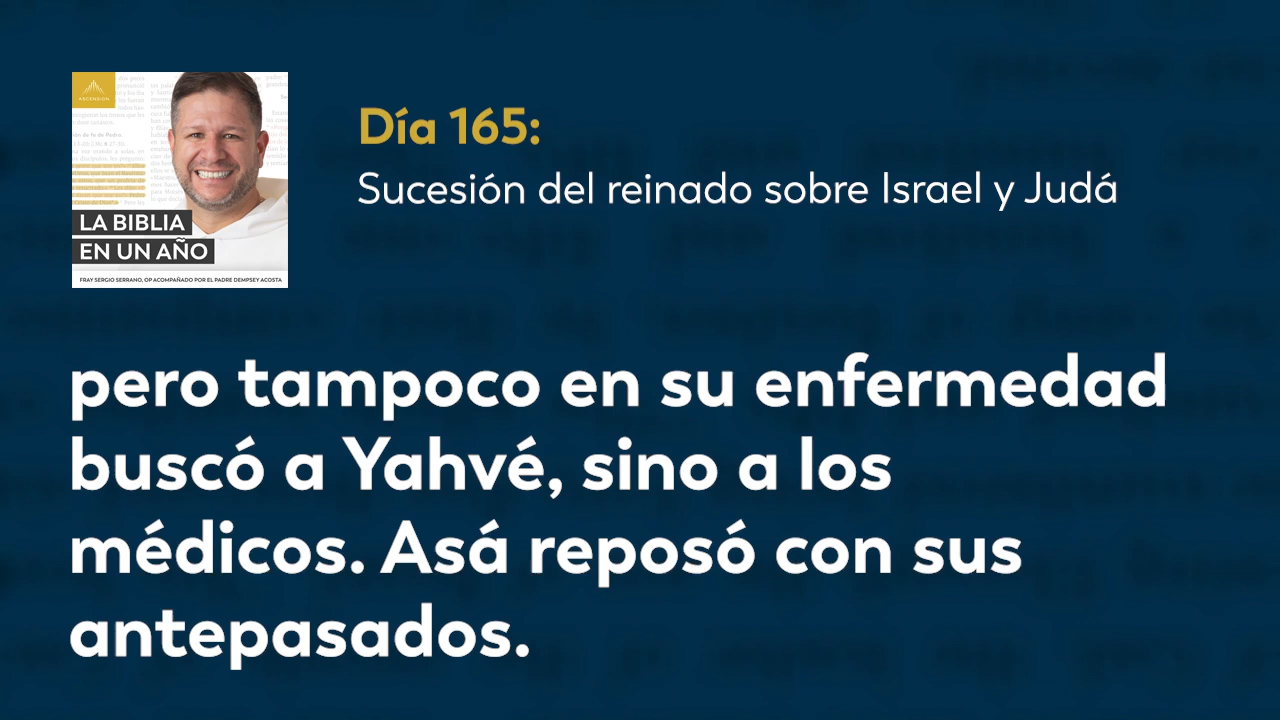 ASCENSION
LA BIBLIA
EN UN AÑO
FRAY SERGIO SERRANO, OP ACOMPAÑADO POR EL PADRE DEMPSEY ACOSTA
Día 165:
Sucesión del reinado sobre Israel y Judá
pero tampoco en su enfermedad
buscó a Yahvé, sino a los
médicos. Asá reposó con sus
antepasados.